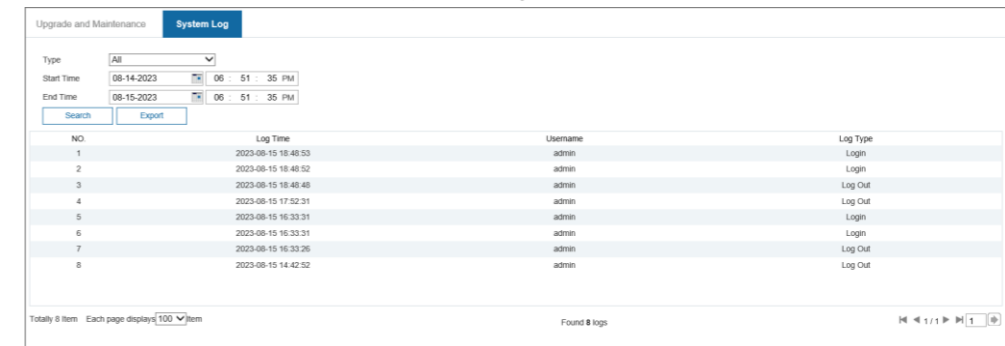 Upgrade and Maintenance System Log
Type All
Start Time 08-14-2023 06 : 51 : 35 PM
End Time 08-15-2023 06 : 51 : 35 PM
Search Export
NO. Log Time Username Log Type
1 2023-08-15 18:48:53 admin Login
2 2023-08-15 18:48:52 admin Login
3 2023-08-15 18:48:48 admin Log Out
4 2023-08-15 17:52:31 admin Log Out
5 2023-08-15 16:33:31 admin Login
6 2023-08-15 16:33:31 admin Login
7 2023-08-15 16:33:26 admin Log Out
8 2023-08-15 14:42:52 admin Log Out
Totally 8 Item Each page displays 100 Item Found 8 logs 1 / 1 1